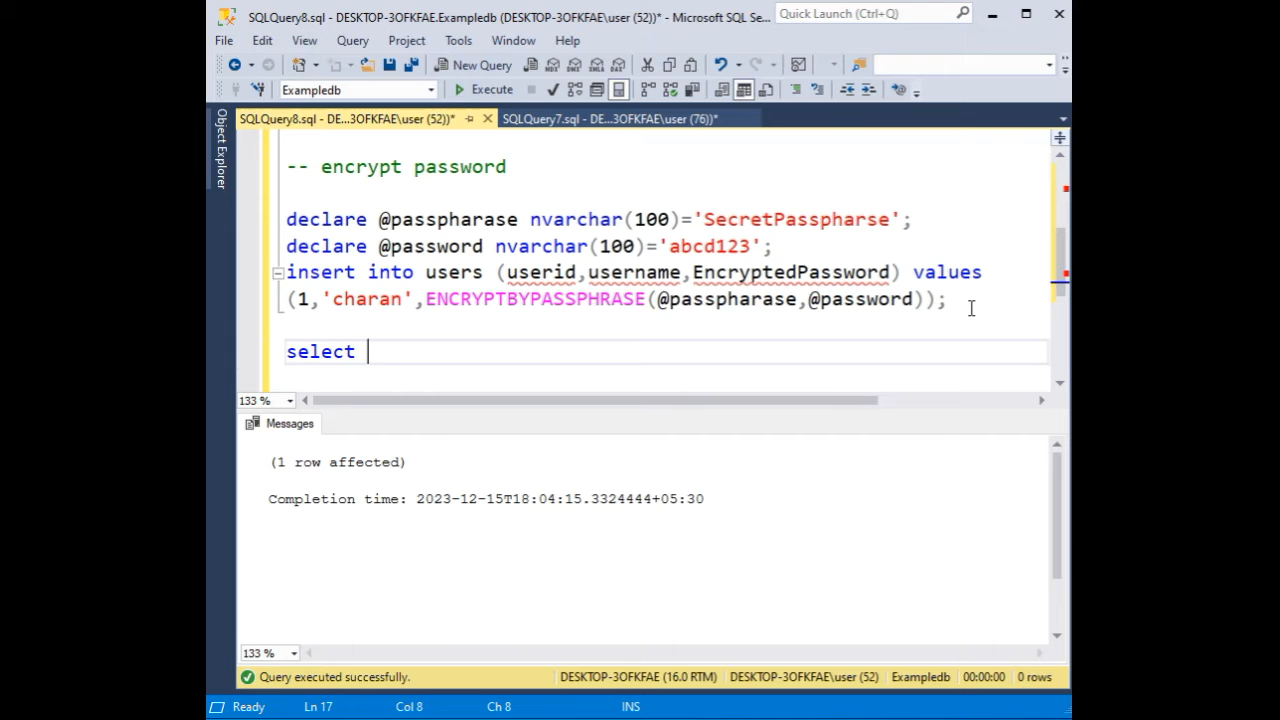 SQLQuery8.sql - DESKTOP-3OFKFAE.Exampledb (DESKTOP-3OFKFAE\user (52))* - Microsoft SQL Se...
Quick Launch (Ctrl+Q)
File Edit View Query Project Tools Window Help
New Query
MDX DMX XMLA DAX
Exampledb
Execute
Object Explorer
SQLQuery8.sql - DE...3OFKFAE\user (52))*
SQLQuery7.sql - DE...3OFKFAE\user (76))*
-- encrypt password
declare @passpharase nvarchar(100)='SecretPasspharse';
declare @password nvarchar(100)='abcd123';
insert into users (userid,username,EncryptedPassword) values
(1,'charan',ENCRYPTBYPASSPHRASE(@passpharase,@password));
select
133 %
Messages
(1 row affected)
Completion time: 2023-12-15T18:04:15.3324444+05:30
133 %
Query executed successfully.
DESKTOP-3OFKFAE (16.0 RTM)
DESKTOP-3OFKFAE\user (52)
Exampledb
00:00:00
0 rows
Ready
Ln 17
Col 8
Ch 8
INS